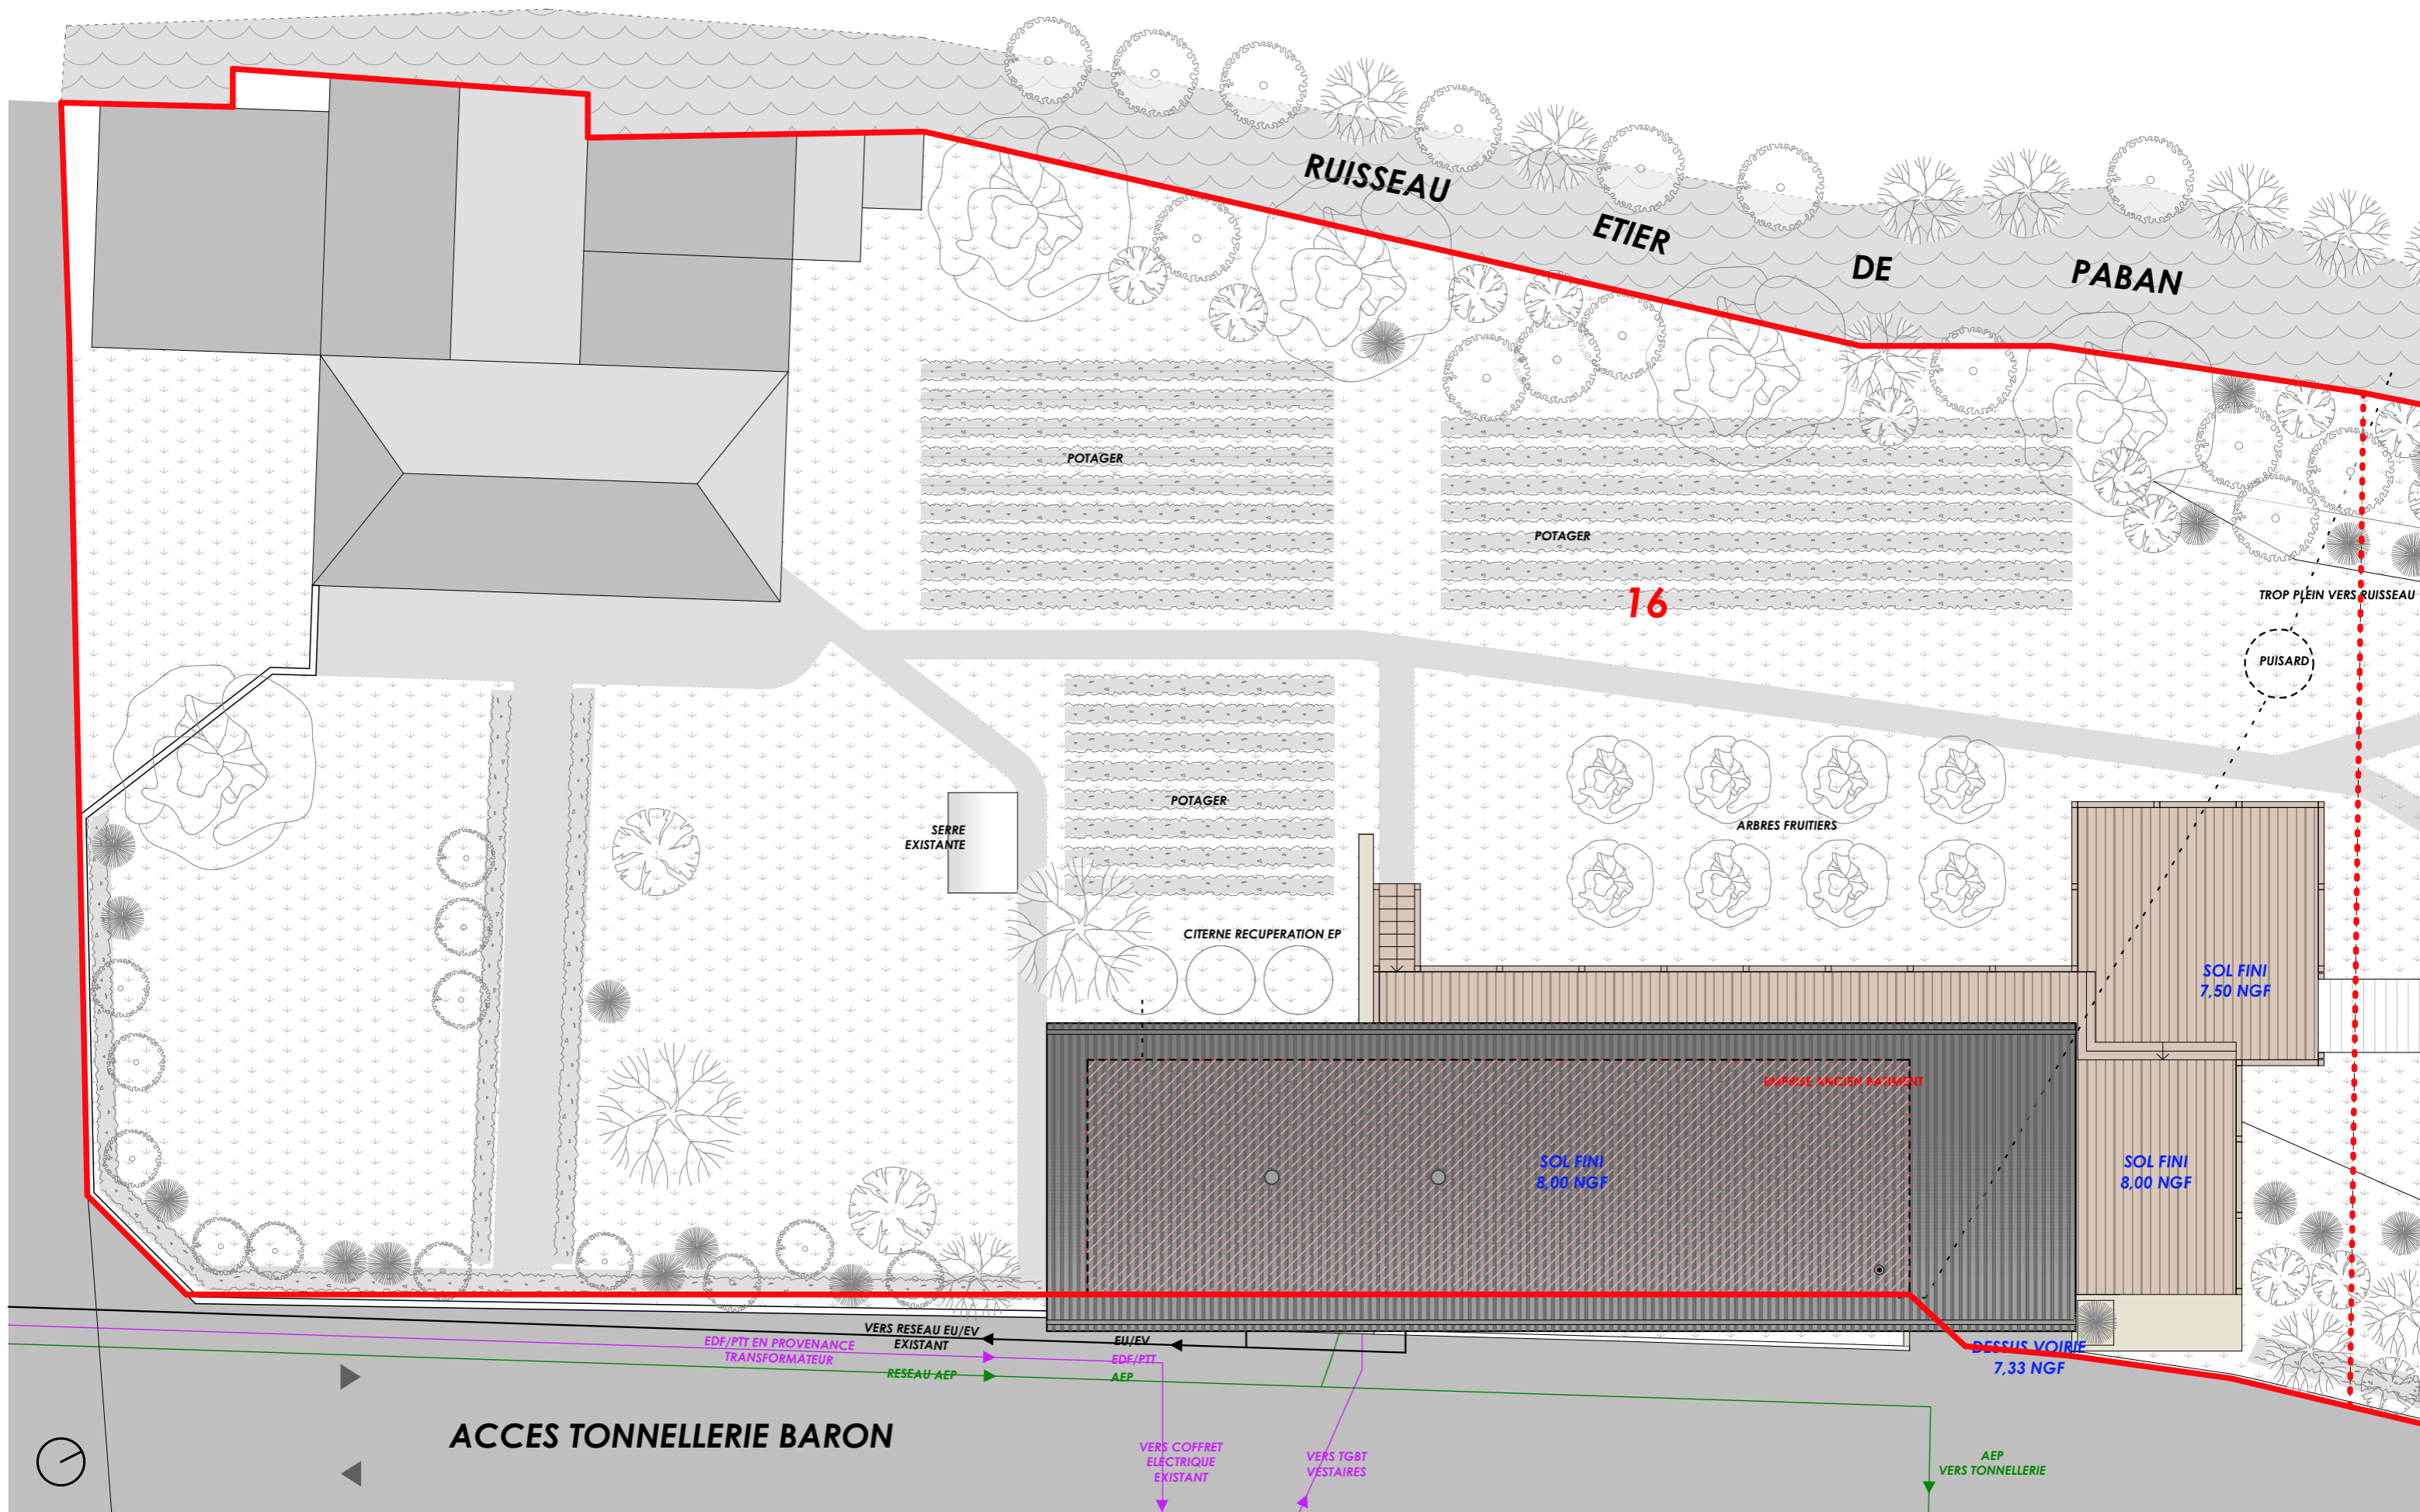 RUISSEAU
ETIER
DE
PABAN
POTAGER
POTAGER
16
TROP PLEIN VERS RUISSEAU
PUISARD
POTAGER
SERRE
EXISTANTE
ARBRES FRUITIERS
CITERNE RECUPERATION EP
SOL FINI
7,50 NGF
EMPRISE ANCIEN BATIMENT
SOL FINI
8,00 NGF
SOL FINI
8,00 NGF
VERS RESEAU EU/EV
EXISTANT
EU/EV
EDF/PTT EN PROVENANCE
TRANSFORMATEUR
EDF/PTT
RESEAU AEP
AEP
DESSUS VOIRIE
7,33 NGF
ACCES TONNELLERIE BARON
VERS COFFRET
ELECTRIQUE
EXISTANT
VERS TGBT
VESTAIRES
AEP
VERS TONNELLERIE